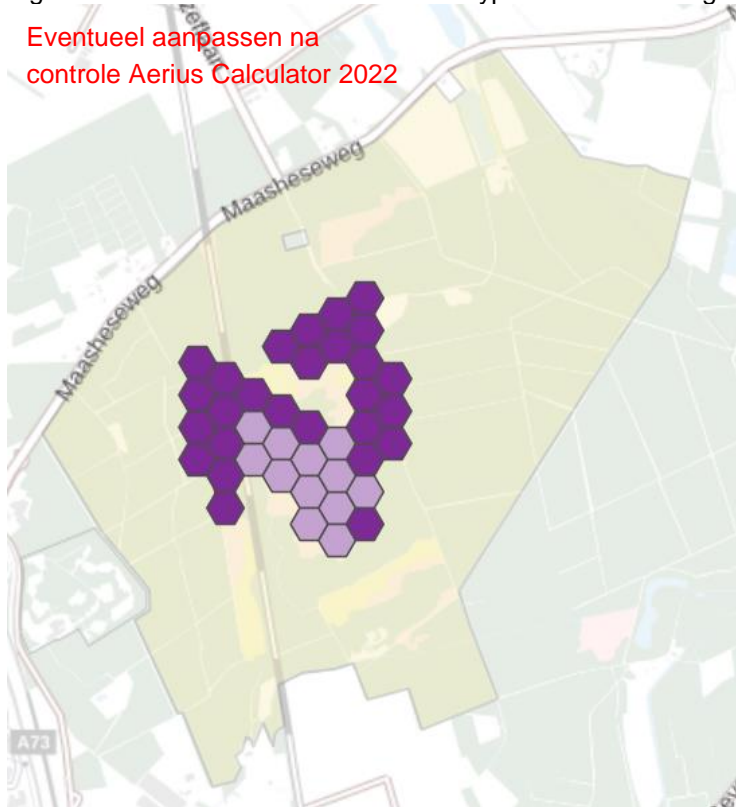 Eventueel aanpassen na
controle Aerius Calculator 2022
Maasheseweg
Maasheseweg
A73